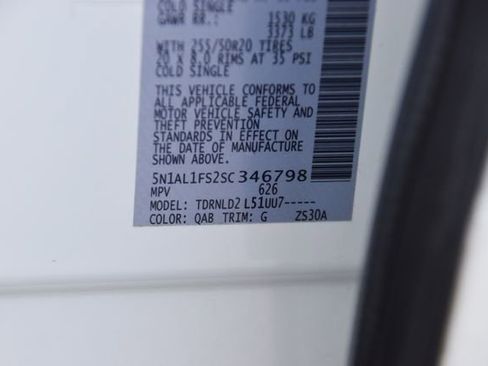 COLD SINGLE
GAWR RR.: 1530 KG
3373 LB
WITH 255/50R20 TIRES
20 X 8.0 RIMS AT 35 PSI
COLD SINGLE
THIS VEHICLE CONFORMS TO
ALL APPLICABLE FEDERAL
MOTOR VEHICLE SAFETY AND
THEFT PREVENTION
STANDARDS IN EFFECT ON
THE DATE OF MANUFACTURE
SHOWN ABOVE.
5N1AL1FS2SC346798
MPV 626
MODEL: TDRNLD2 L51UU7-----
COLOR: QAB TRIM: G ZS30A